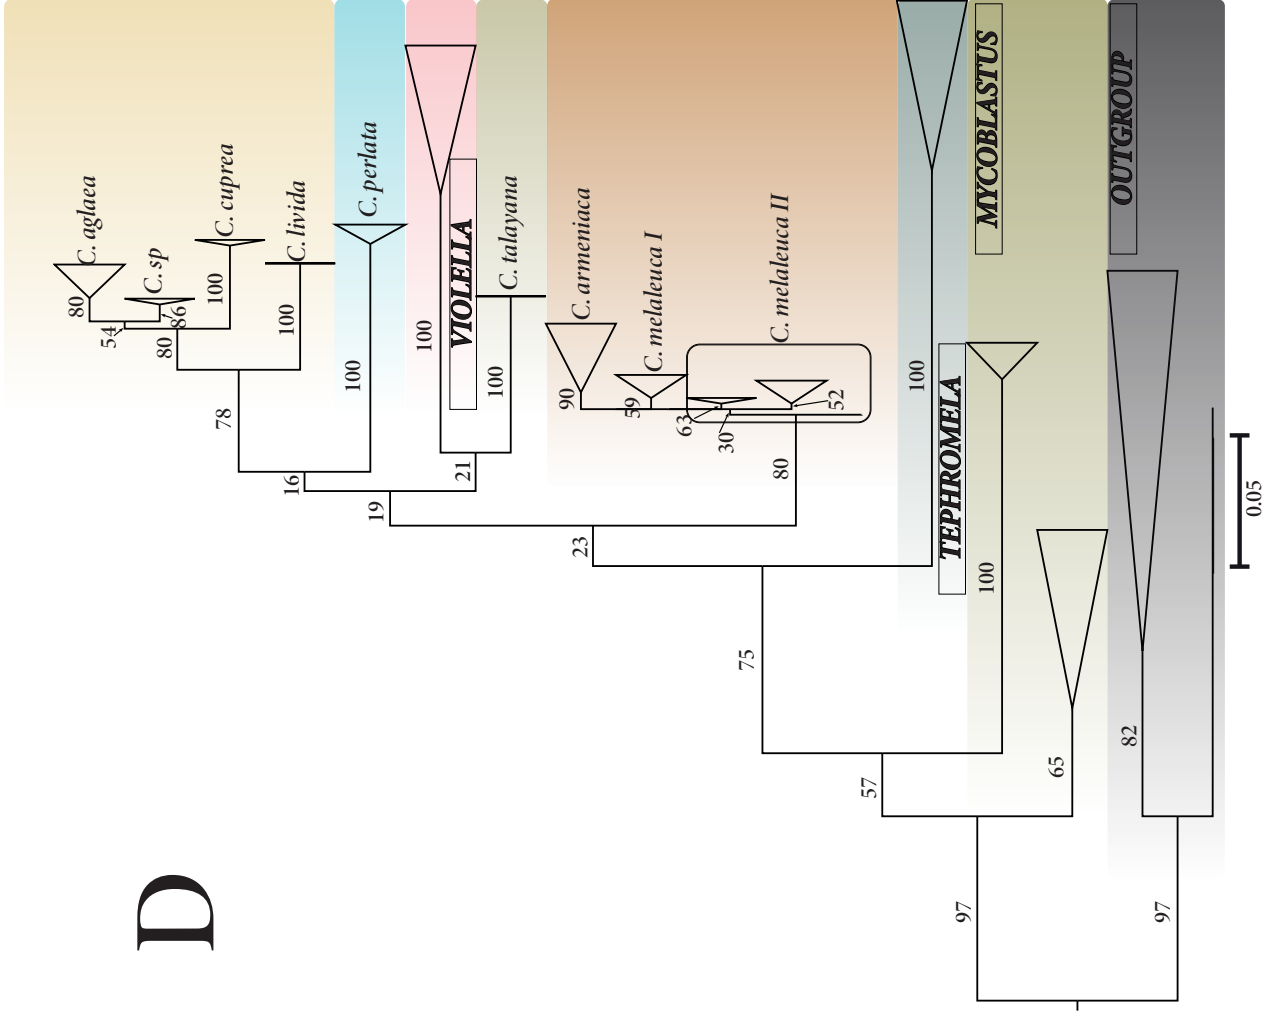 D
C. aglaea
80
C. sp
86
54
C. cuprea
100
80
C. livida
100
78
C. perlata
100
16
VIOLELLA
100
C. talayana
100
21
19
C. armeniaca
90
C. melaleuca I
59
C. melaleuca II
63
30
52
80
23
TEPHROMELA
100
75
MYCOBLASTUS
100
57
65
97
OUTGROUP
82
97
0.05